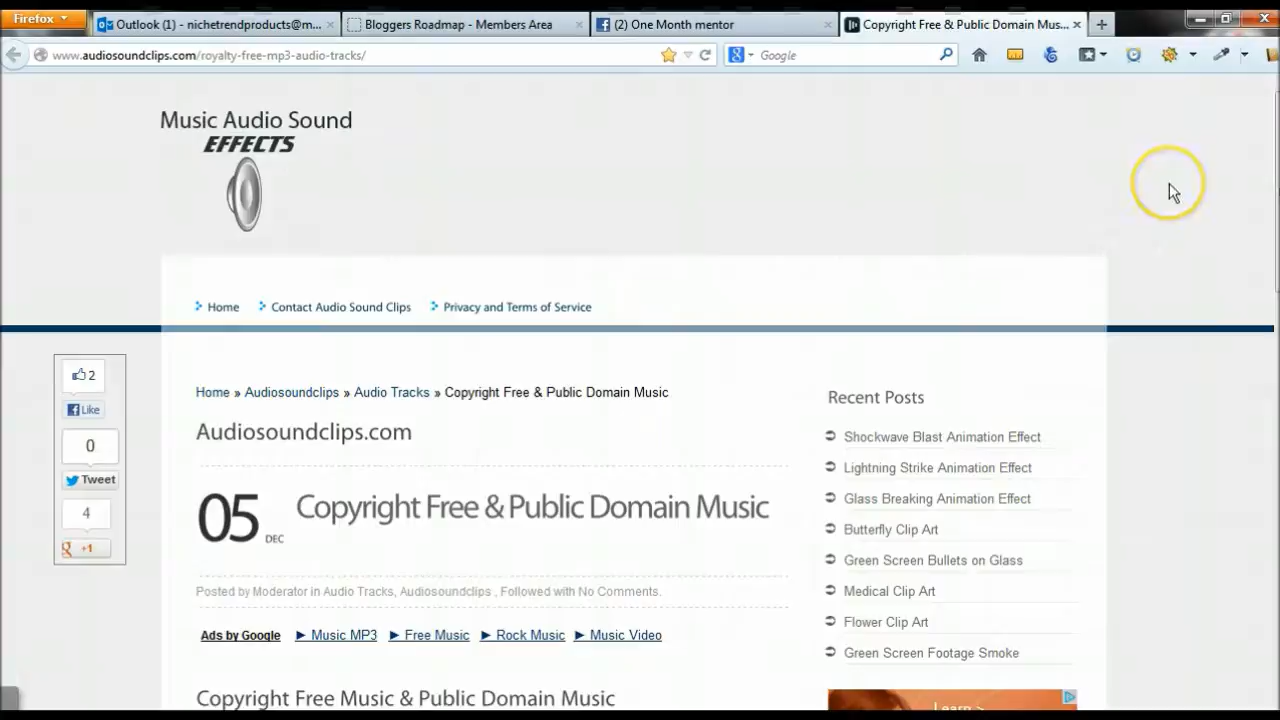 Firefox
Outlook (1) - nichetrendproducts@m...
Bloggers Roadmap - Members Area
(2) One Month mentor
Copyright Free & Public Domain Mus...
www.audiosoundclips.com/royalty-free-mp3-audio-tracks/
Google
Music Audio Sound
EFFECTS
Home
Contact Audio Sound Clips
Privacy and Terms of Service
2
Like
0
Tweet
4
+1
Home » Audiosoundclips » Audio Tracks » Copyright Free & Public Domain Music
Audiosoundclips.com
05 DEC
Copyright Free & Public Domain Music
Posted by Moderator in Audio Tracks, Audiosoundclips , Followed with No Comments.
Ads by Google ► Music MP3 ► Free Music ► Rock Music ► Music Video
Copyright Free Music & Public Domain Music
Recent Posts
Shockwave Blast Animation Effect
Lightning Strike Animation Effect
Glass Breaking Animation Effect
Butterfly Clip Art
Green Screen Bullets on Glass
Medical Clip Art
Flower Clip Art
Green Screen Footage Smoke
Learn >